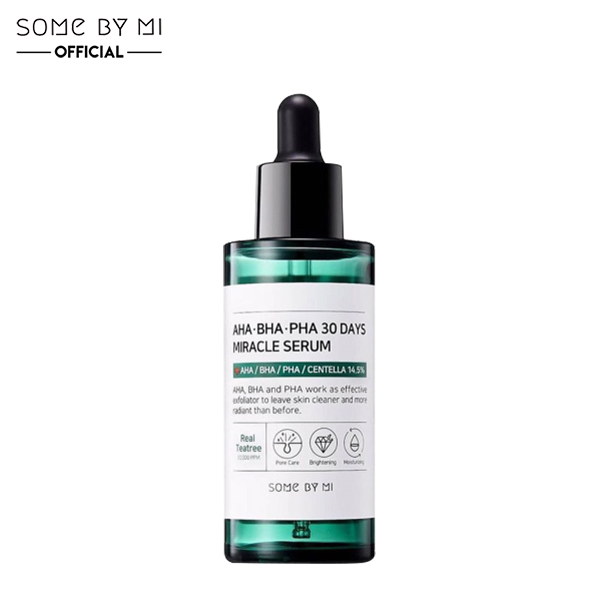 SOME BY MI
OFFICIAL
AHA·BHA·PHA 30 DAYS
MIRACLE SERUM
AHA / BHA / PHA / CENTELLA 14.5%
AHA, BHA and PHA work as effective
exfoliator to leave skin cleaner and more
radiant than before.
Real
Teatree
Pore Care
Brightening
Moisturizing
SOME BY MI